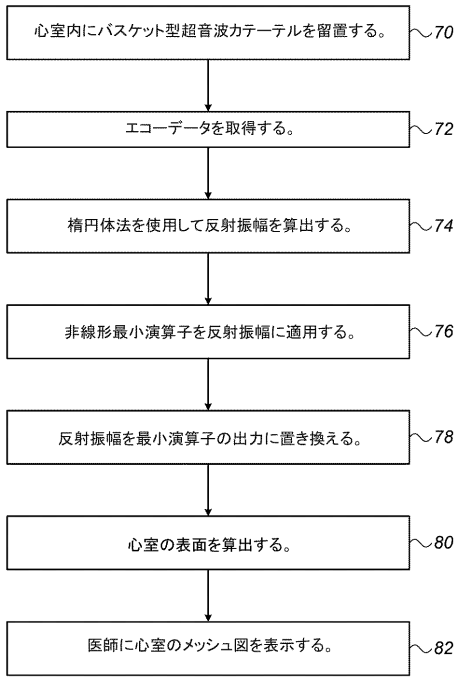 心室内にバスケット型超音波カテーテルを留置する。 70
エコーデータを取得する。 72
楕円体法を使用して反射振幅を算出する。 74
非線形最小演算子を反射振幅に適用する。 76
反射振幅を最小演算子の出力に置き換える。 78
心室の表面を算出する。 80
医師に心室のメッシュ図を表示する。 82